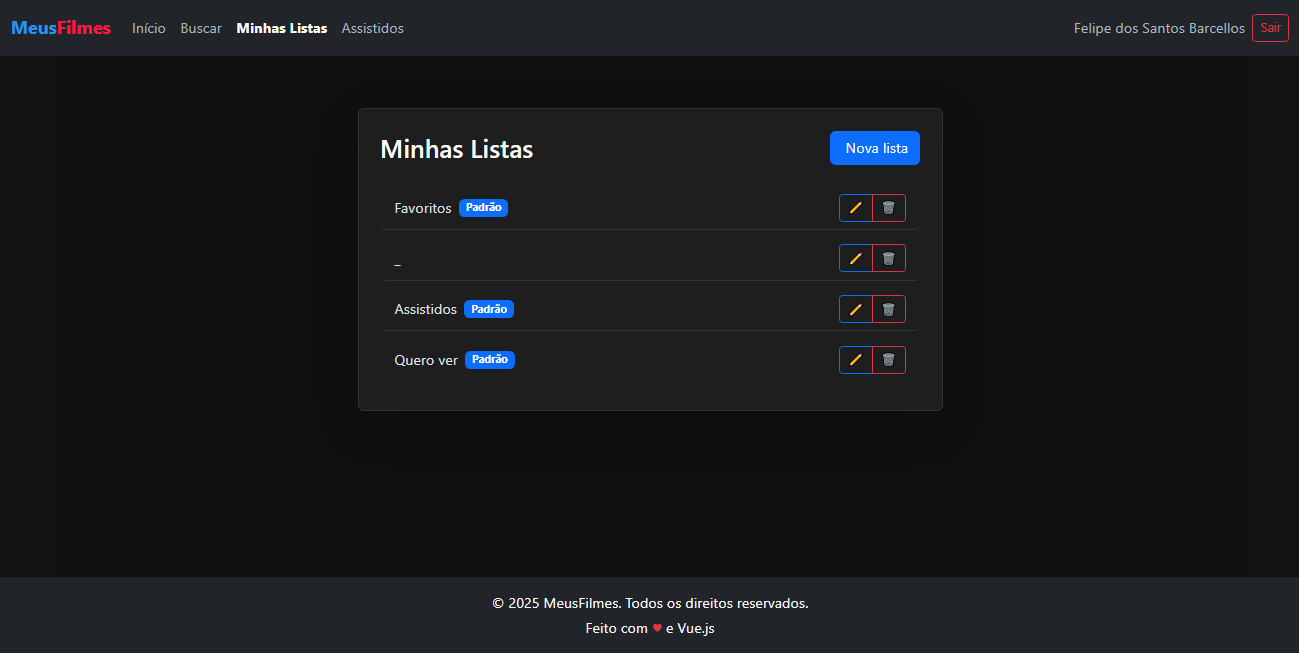 MeusFilmes Início Buscar Minhas Listas Assistidos Felipe dos Santos Barcellos Sair
Minhas Listas Nova lista
Favoritos Padrão
_
Assistidos Padrão
Quero ver Padrão
© 2025 MeusFilmes. Todos os direitos reservados.
Feito com ♥ e Vue.js